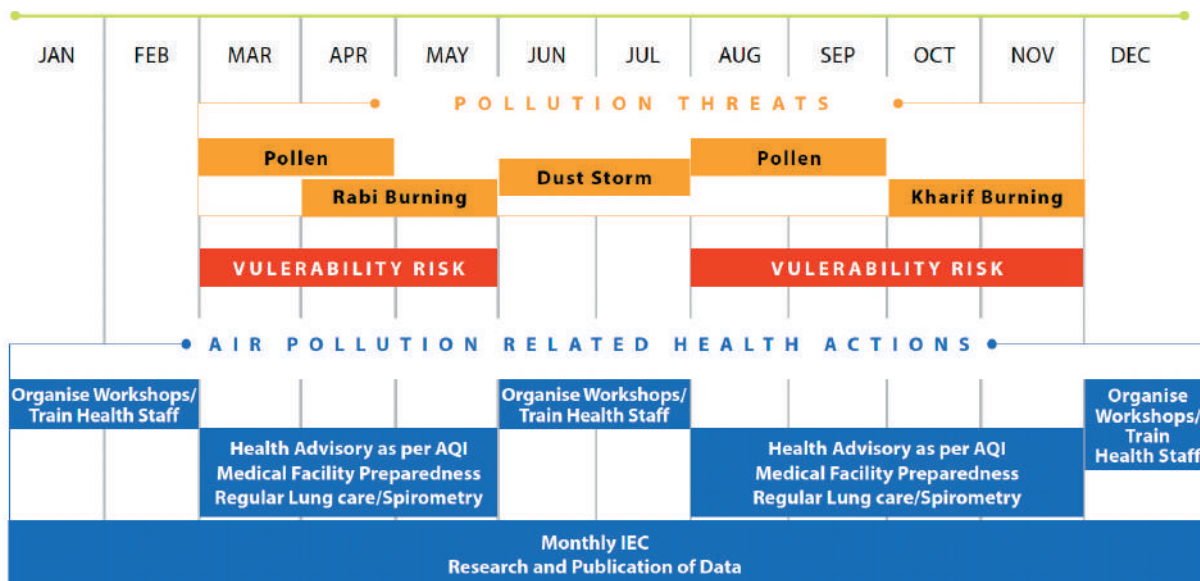 JAN FEB MAR APR MAY JUN JUL AUG SEP OCT NOV DEC
POLLUTION THREATS
Pollen
Rabi Burning
Dust Storm
Pollen
Kharif Burning
VULERABILITY RISK
VULERABILITY RISK
AIR POLLUTION RELATED HEALTH ACTIONS
Organise Workshops/
Train Health Staff
Health Advisory as per AQI
Medical Facility Preparedness
Regular Lung care/Spirometry
Organise Workshops/
Train Health Staff
Health Advisory as per AQI
Medical Facility Preparedness
Regular Lung care/Spirometry
Organise
Workshops/
Train
Health Staff
Monthly IEC
Research and Publication of Data